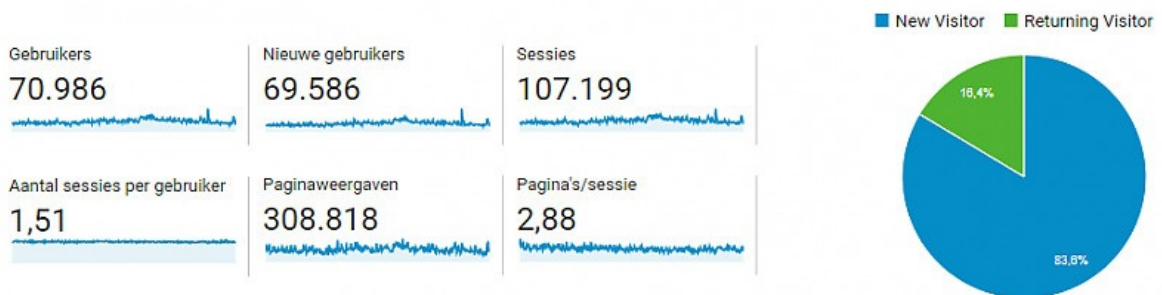 New Visitor Returning Visitor
Gebruikers Nieuwe gebruikers Sessies
70.986 69.586 107.199
16,4%
Aantal sessies per gebruiker Paginaweergaven Pagina's/sessie
1,51 308.818 2,88
83,6%